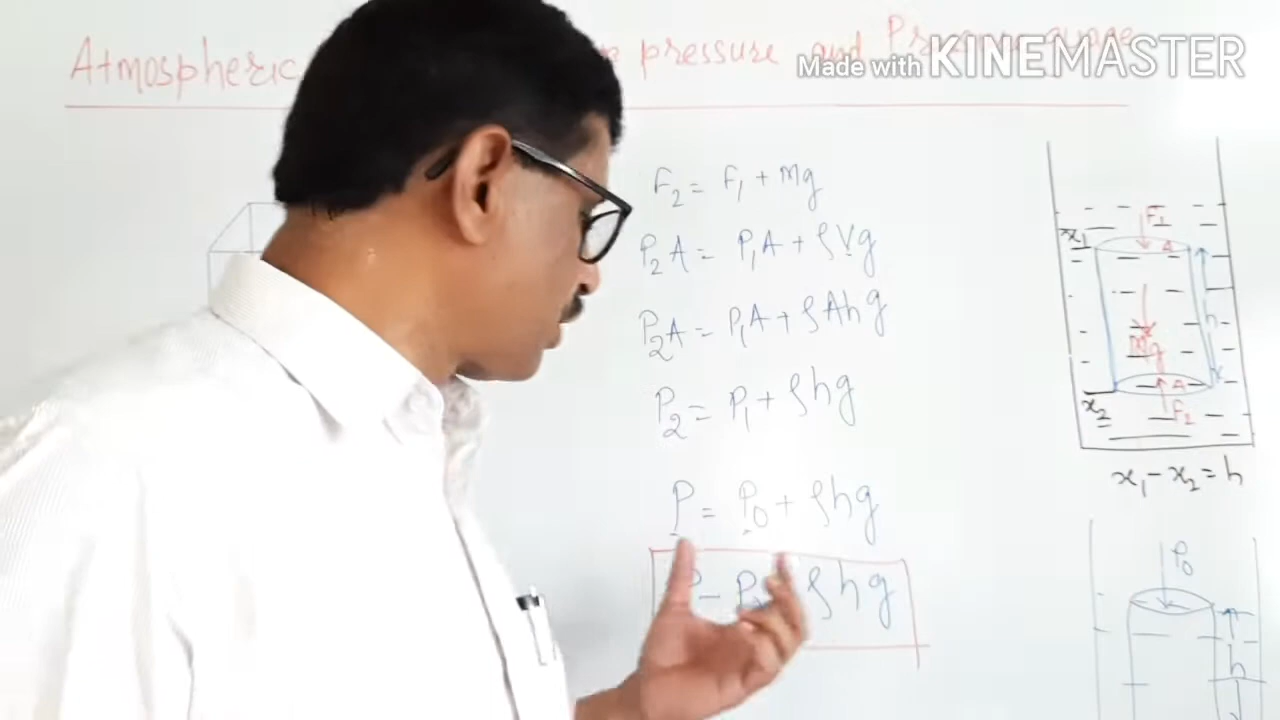 Atmospheric pressure and
Made with KINEMASTER
F₂ = F₁ + Mg
P₂A = P₁A + ρVg
P₂A = P₁A + ρAhg
P₂ = P₁ + ρhg
P = P₀ + ρhg
ρhg
x₁
F₁
A
h
Mg
A
x₂
F₂
x₁ - x₂ = h
P₀
h